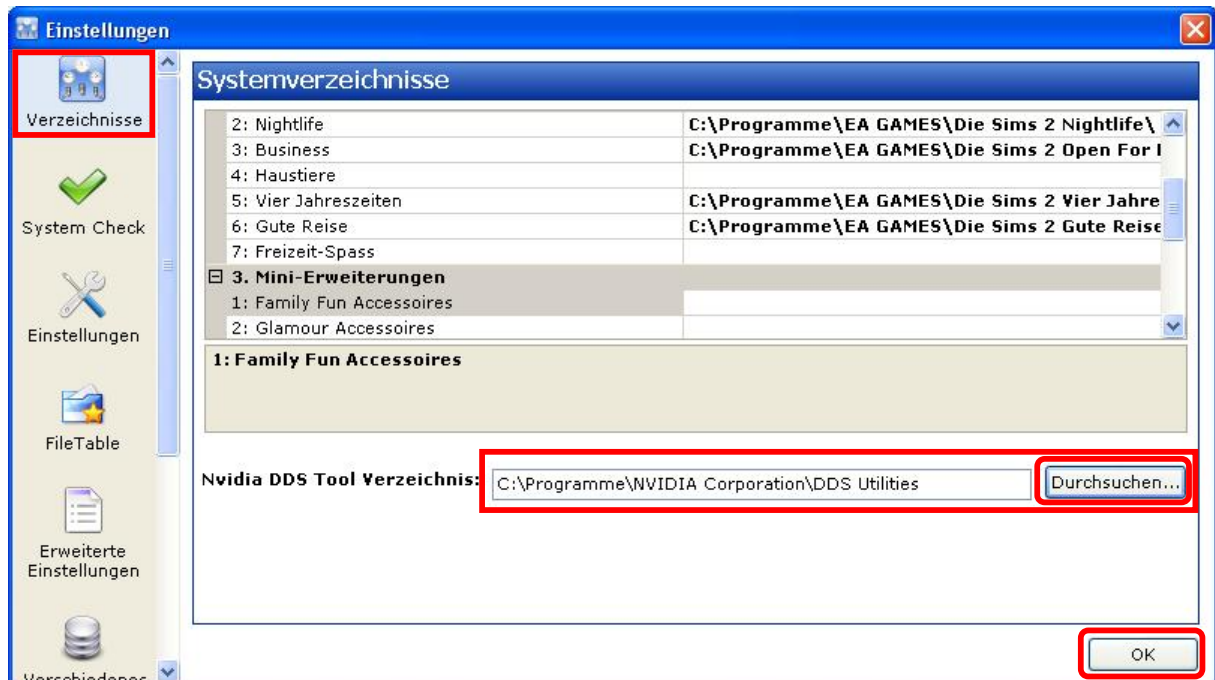 Einstellungen
Verzeichnisse
System Check
Einstellungen
FileTable
Erweiterte
Einstellungen
Verschiedenes
Systemverzeichnisse
2: Nightlife C:\Programme\EA GAMES\Die Sims 2 Nightlife\
3: Business C:\Programme\EA GAMES\Die Sims 2 Open For
4: Haustiere
5: Vier Jahreszeiten C:\Programme\EA GAMES\Die Sims 2 Vier Jahre
6: Gute Reise C:\Programme\EA GAMES\Die Sims 2 Gute Reise
7: Freizeit-Spass
3. Mini-Erweiterungen
1: Family Fun Accessoires
2: Glamour Accessoires
1: Family Fun Accessoires
Nvidia DDS Tool Verzeichnis: C:\Programme\NVIDIA Corporation\DDS Utilities Durchsuchen...
OK